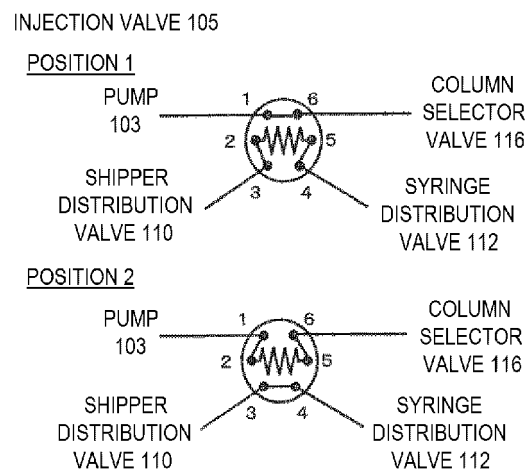 INJECTION VALVE 105
POSITION 1
PUMP
103
1
6
COLUMN
SELECTOR
VALVE 116
2
5
3
4
SHIPPER
DISTRIBUTION
VALVE 110
SYRINGE
DISTRIBUTION
VALVE 112
POSITION 2
PUMP
103
1
6
COLUMN
SELECTOR
VALVE 116
2
5
3
4
SHIPPER
DISTRIBUTION
VALVE 110
SYRINGE
DISTRIBUTION
VALVE 112